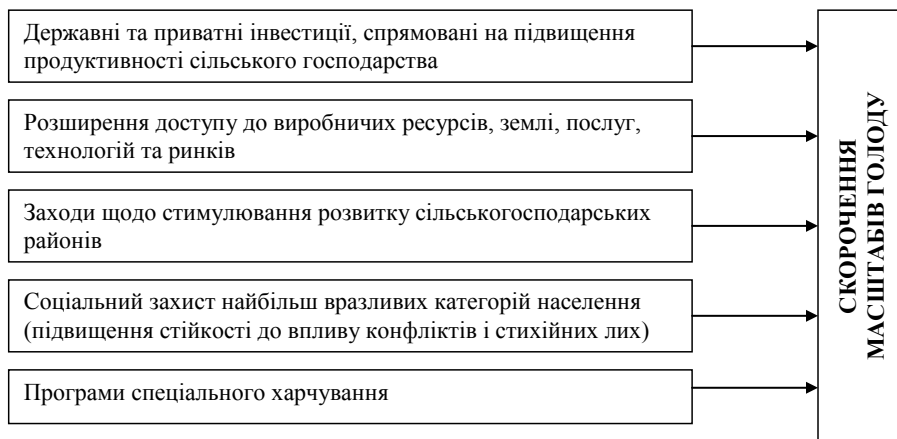 Державні та приватні інвестиції, спрямовані на підвищення
продуктивності сільського господарства
Розширення доступу до виробничих ресурсів, землі, послуг,
технологій та ринків
Заходи щодо стимулювання розвитку сільськогосподарських
районів
Соціальний захист найбільш вразливих категорій населення
(підвищення стійкості до впливу конфліктів і стихійних лих)
Програми спеціального харчування
СКОРОЧЕННЯ
МАСШТАБІВ ГОЛОДУ